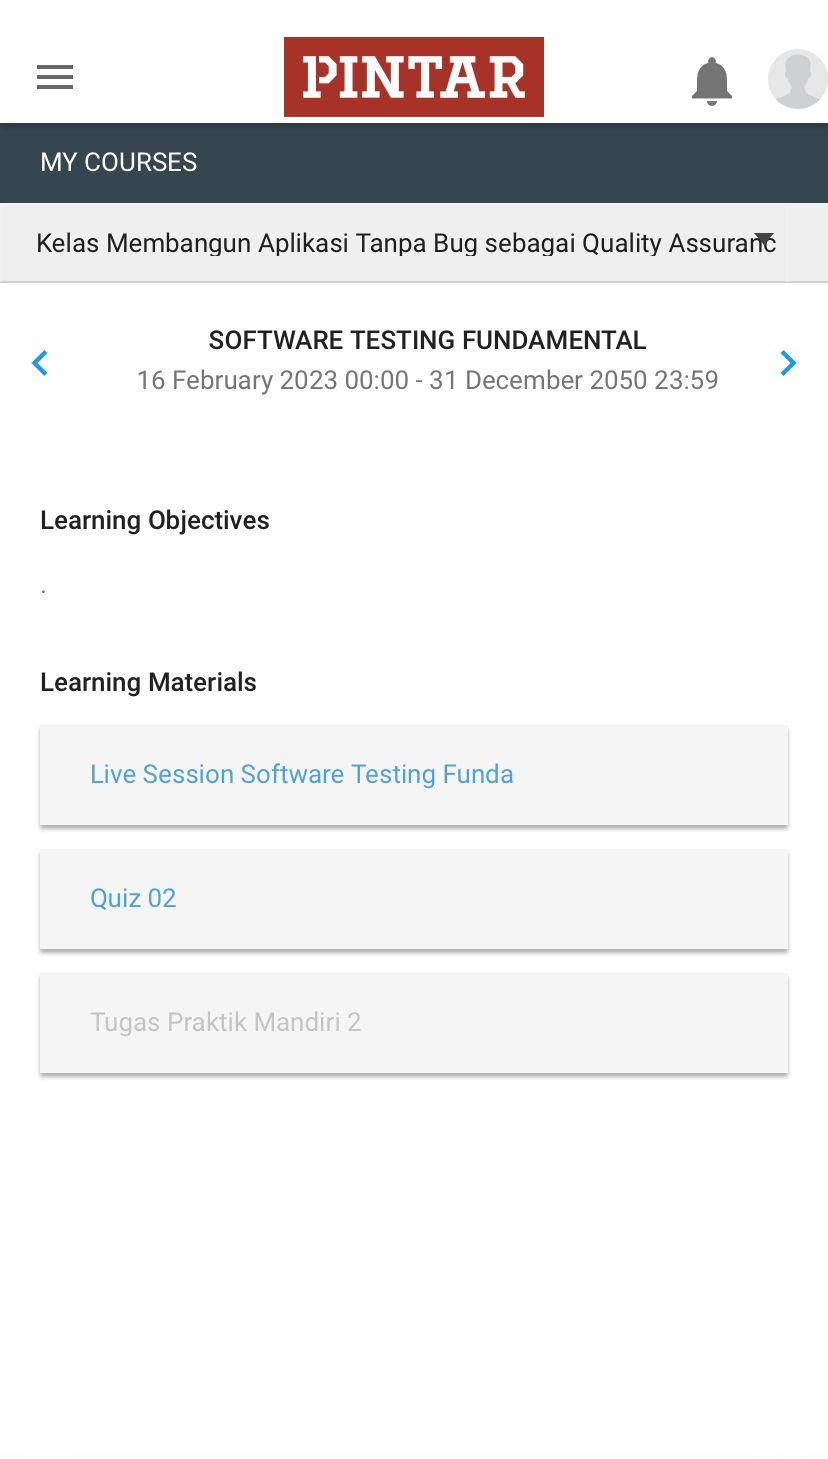 PINTAR
MY COURSES
Kelas Membangun Aplikasi Tanpa Bug sebagai Quality Assuranc
SOFTWARE TESTING FUNDAMENTAL
16 February 2023 00:00 - 31 December 2050 23:59
Learning Objectives
.
Learning Materials
Live Session Software Testing Funda
Quiz 02
Tugas Praktik Mandiri 2